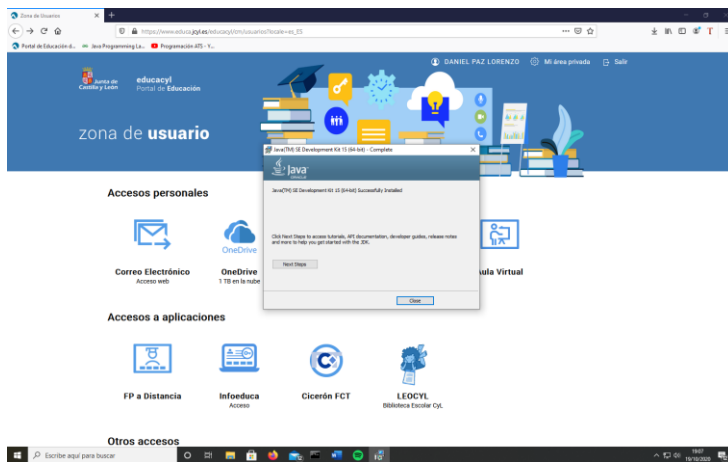 Zona de Usuarios
https://www.educa.jcyl.es/educacyl/cm/usuarios?locale=es_ES
Portal de Educación d...
Java Programming La...
Programación ATS - Y...
DANIEL PAZ LORENZO
Mi área privada
Salir
Junta de
Castilla y León
educacyl
Portal de Educación
zona de usuario
Java(TM) SE Development Kit 15 (64-bit) - Complete
Java
ORACLE
Java(TM) SE Development Kit 15 (64-bit) Successfully Installed
Click Next Steps to access tutorials, API documentation, developer guides, release notes
and more to help you get started with the JDK.
Next Steps
Close
Accesos personales
OneDrive
Correo Electrónico
Acceso web
OneDrive
1 TB en la nube
Aula Virtual
Accesos a aplicaciones
FP a Distancia
Infoeduca
Acceso
Cicerón FCT
LEOCYL
Biblioteca Escolar CyL
Otros accesos
Escribe aquí para buscar
19:07
19/10/2020